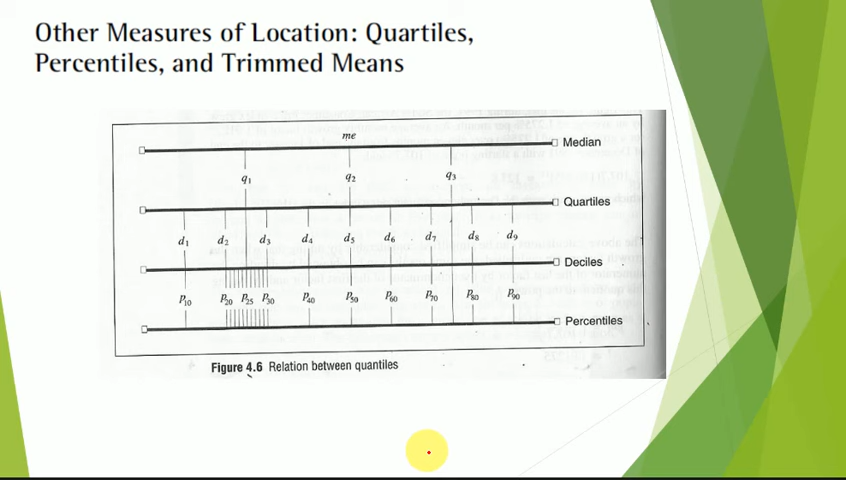 Other Measures of Location: Quartiles,
Percentiles, and Trimmed Means
me
Median
q1 q2 q3
Quartiles
d1 d2 d3 d4 d5 d6 d7 d8 d9
Deciles
P10 P20 P25 P30 P40 P50 P60 P70 P80 P90
Percentiles
Figure 4.6 Relation between quantiles